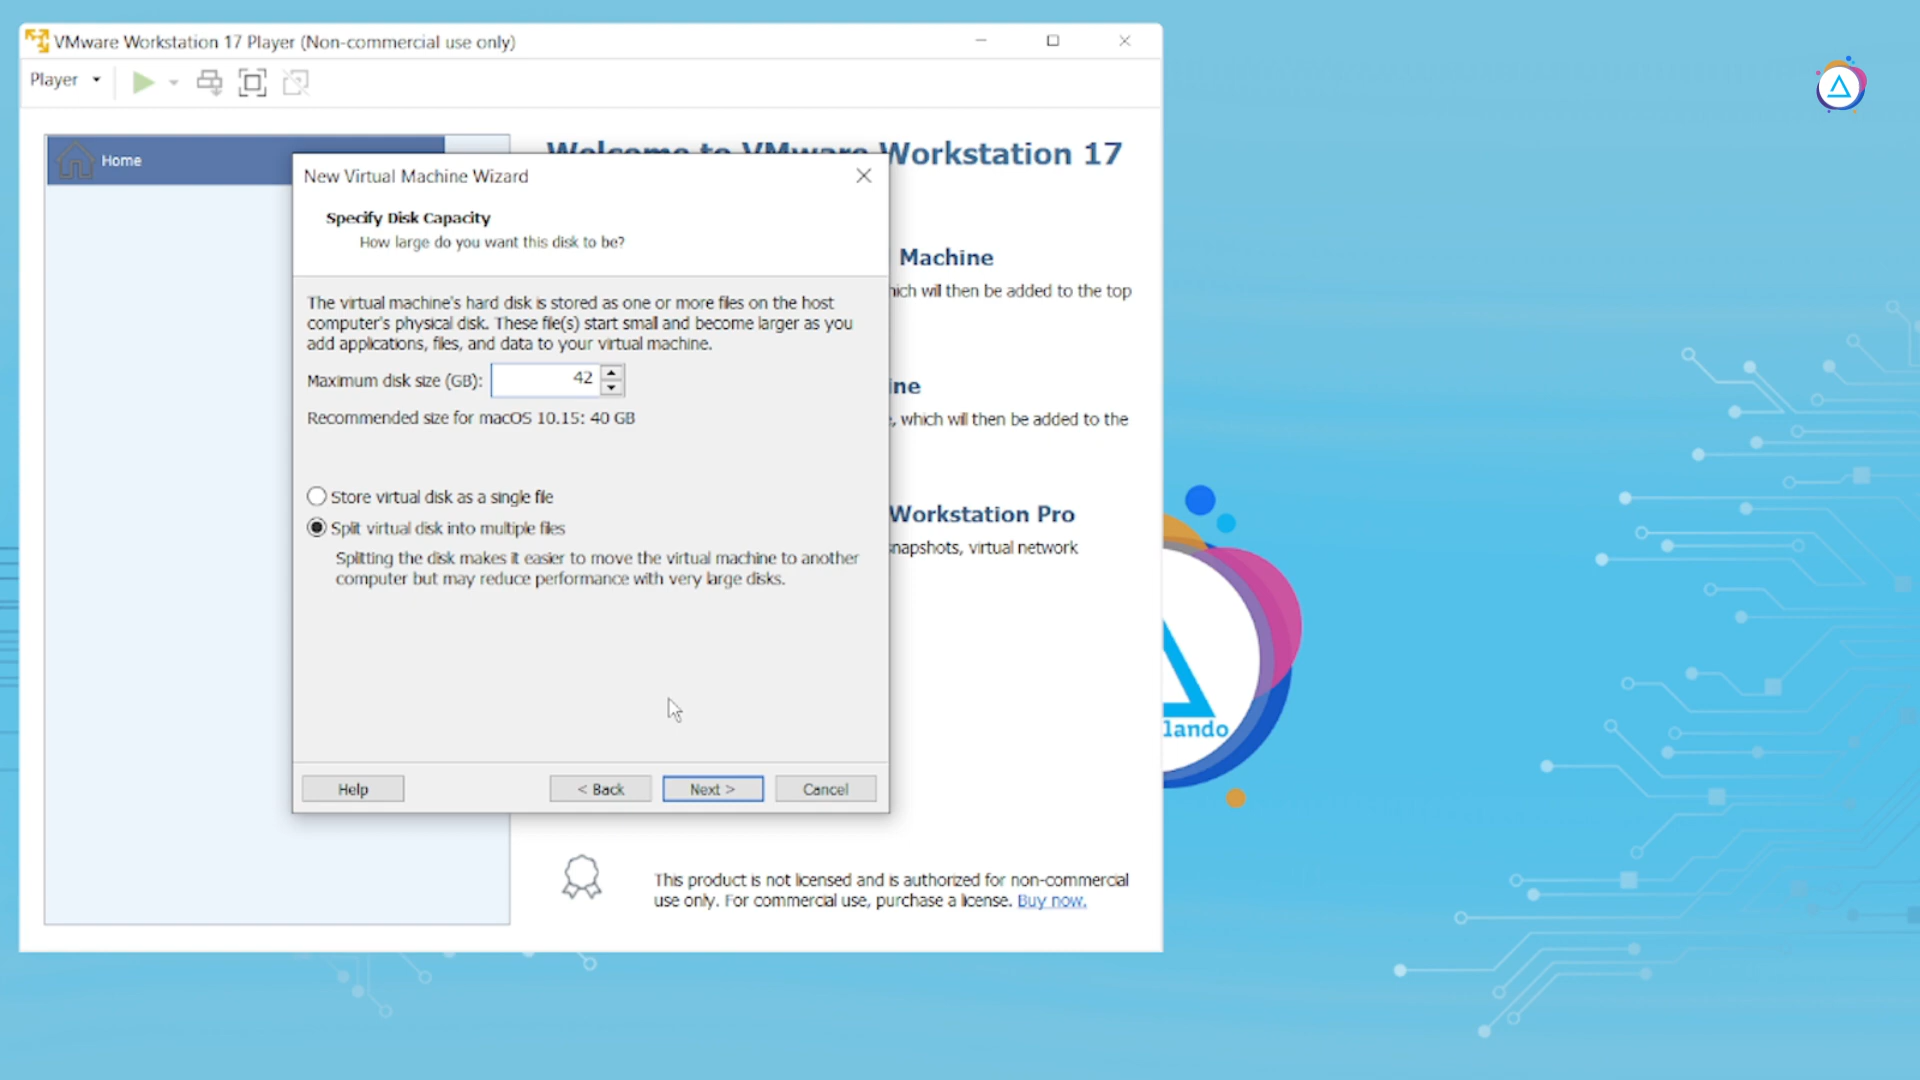 VMware Workstation 17 Player (Non-commercial use only)
Player
Home
Welcome to VMware Workstation 17
New Virtual Machine Wizard
Specify Disk Capacity
How large do you want this disk to be?
The virtual machine's hard disk is stored as one or more files on the host
computer's physical disk. These file(s) start small and become larger as you
add applications, files, and data to your virtual machine.
Maximum disk size (GB): 42
Recommended size for macOS 10.15: 40 GB
Store virtual disk as a single file
Split virtual disk into multiple files
Splitting the disk makes it easier to move the virtual machine to another
computer but may reduce performance with very large disks.
Help
< Back
Next >
Cancel
Machine
hich will then be added to the top
ine
, which will then be added to the
Workstation Pro
snapshots, virtual network
This product is not licensed and is authorized for non-commercial
use only. For commercial use, purchase a license. Buy now.
lando